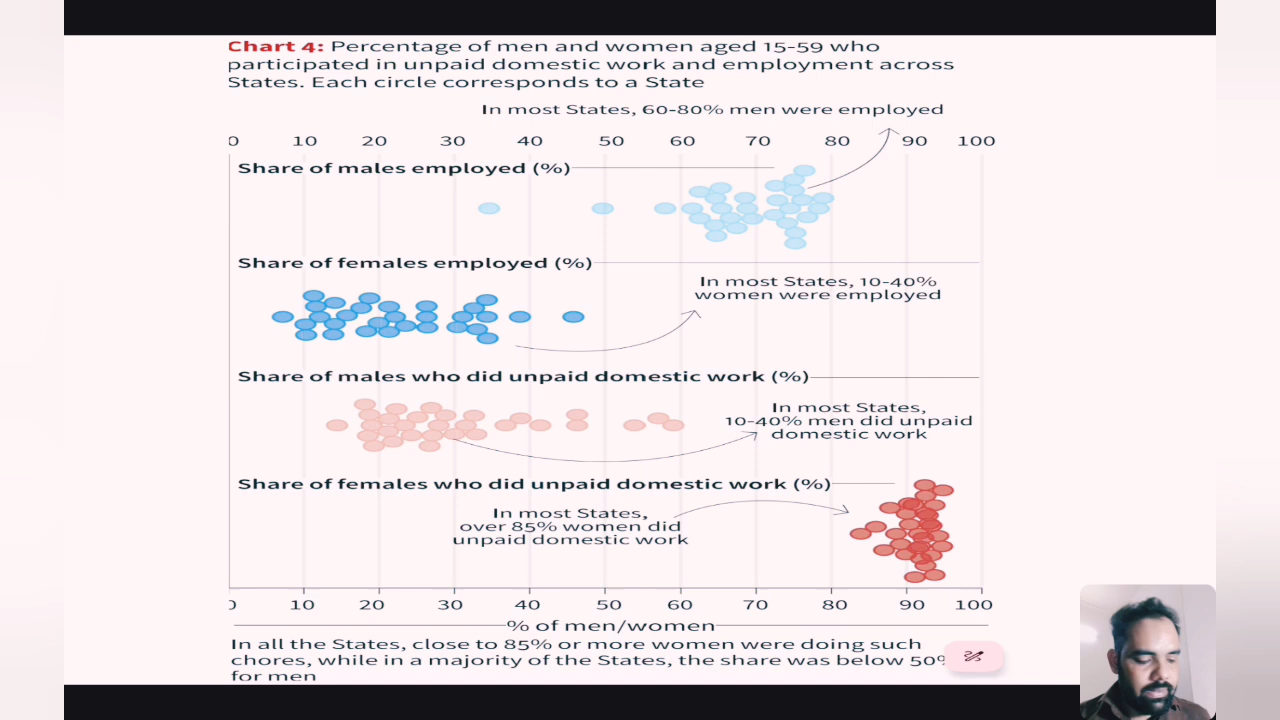 Chart 4: Percentage of men and women aged 15-59 who
participated in unpaid domestic work and employment across
States. Each circle corresponds to a State
In most States, 60-80% men were employed
0 10 20 30 40 50 60 70 80 90 100
Share of males employed (%)
Share of females employed (%)
In most States, 10-40%
women were employed
Share of males who did unpaid domestic work (%)
In most States,
10-40% men did unpaid
domestic work
Share of females who did unpaid domestic work (%)
In most States,
over 85% women did
unpaid domestic work
0 10 20 30 40 50 60 70 80 90 100
% of men/women
In all the States, close to 85% or more women were doing such
chores, while in a majority of the States, the share was below 50%
for men